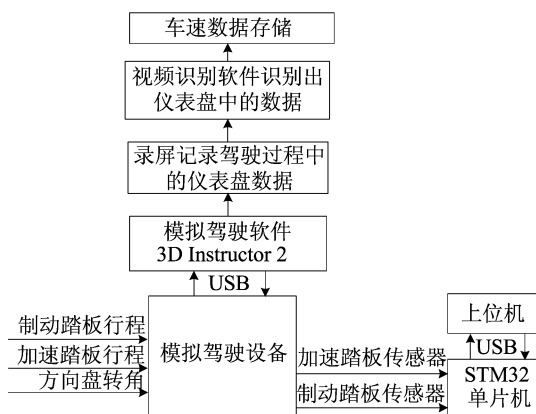 车速数据存储
视频识别软件识别出
仪表盘中的数据
录屏记录驾驶过程中
的仪表盘数据
模拟驾驶软件
3D Instructor 2
USB
制动踏板行程
加速踏板行程
方向盘转角
模拟驾驶设备
加速踏板传感器
制动踏板传感器
上位机
USB
STM32
单片机